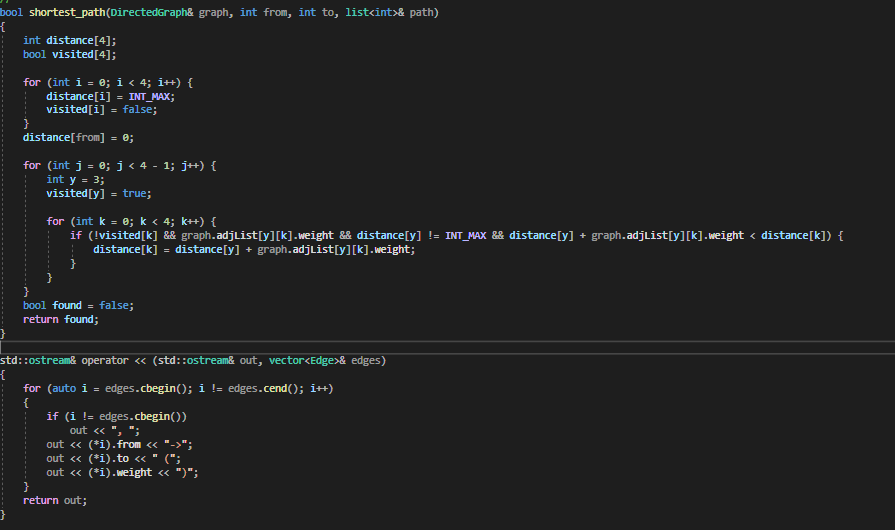 //
bool shortest_path(DirectedGraph& graph, int from, int to, list<int>& path)
{
    int distance[4];
    bool visited[4];
    for (int i = 0; i < 4; i++) {
        distance[i] = INT_MAX;
        visited[i] = false;
    }
    distance[from] = 0;
    for (int j = 0; j < 4 - 1; j++) {
        int y = 3;
        visited[y] = true;
        for (int k = 0; k < 4; k++) {
            if (!visited[k] && graph.adjList[y][k].weight && distance[y] != INT_MAX && distance[y] + graph.adjList[y][k].weight < distance[k]) {
                distance[k] = distance[y] + graph.adjList[y][k].weight;
            }
        }
    }
    bool found = false;
    return found;
}
std::ostream& operator << (std::ostream& out, vector<Edge>& edges)
{
    for (auto i = edges.cbegin(); i != edges.cend(); i++)
    {
        if (i != edges.cbegin())
            out << ", ";
        out << (*i).from << "->";
        out << (*i).to << " (";
        out << (*i).weight << ")";
    }
    return out;
}